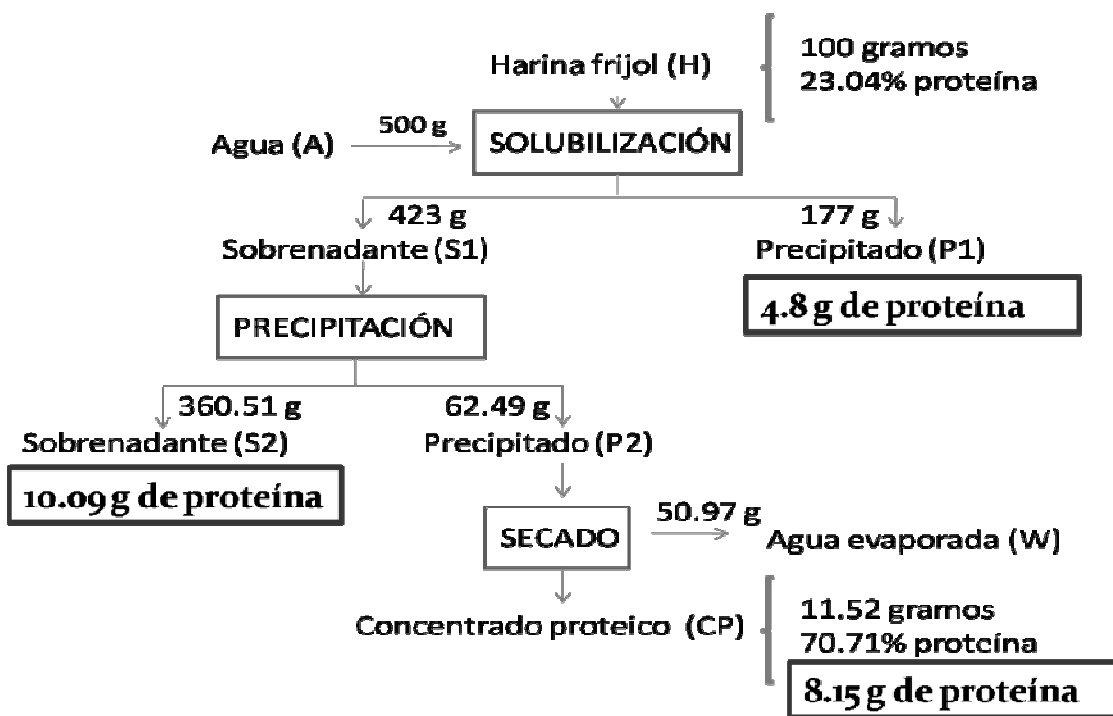 Harina frijol (H)
100 gramos
23.04% proteína
Agua (A)
500 g
SOLUBILIZACIÓN
423 g
177 g
Sobrenadante (S1)
Precipitado (P1)
4.8 g de proteína
PRECIPITACIÓN
360.51 g
62.49 g
Sobrenadante (S2)
Precipitado (P2)
10.09 g de proteína
SECADO
50.97 g
Agua evaporada (W)
Concentrado proteico (CP)
11.52 gramos
70.71% proteína
8.15 g de proteína